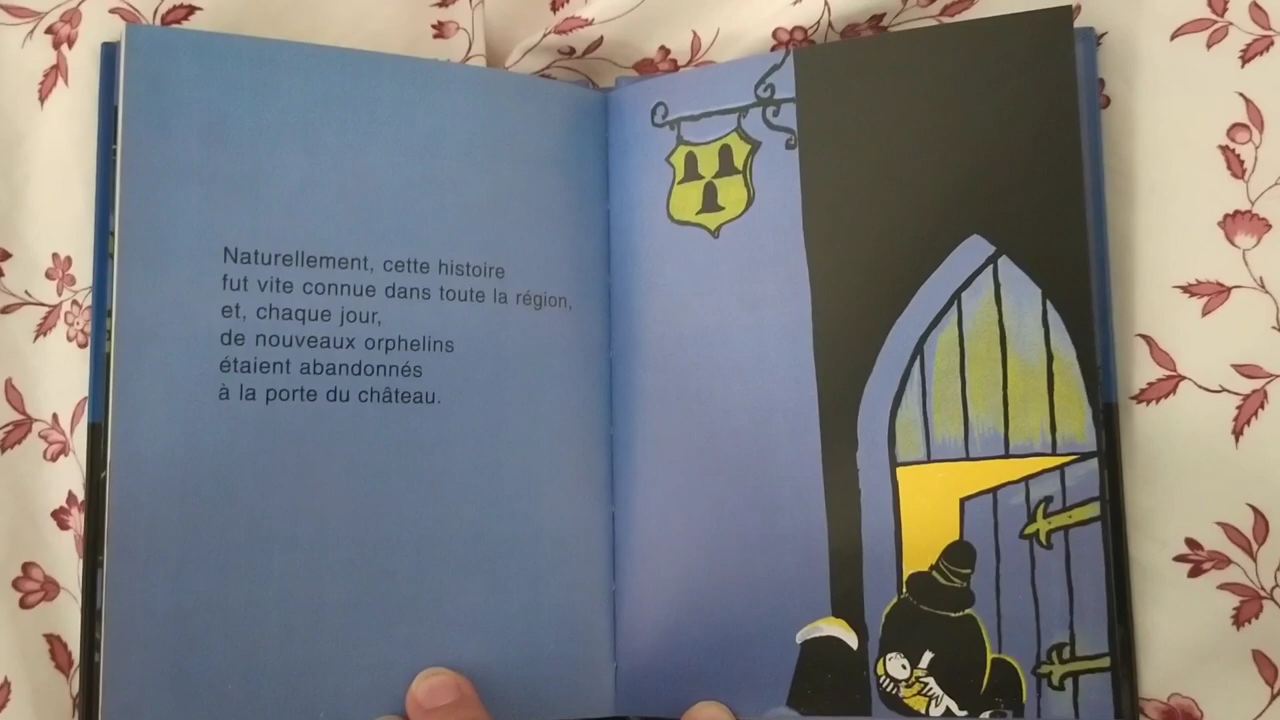 Naturellement, cette histoire
fut vite connue dans toute la région,
et, chaque jour,
de nouveaux orphelins
étaient abandonnés
à la porte du château.